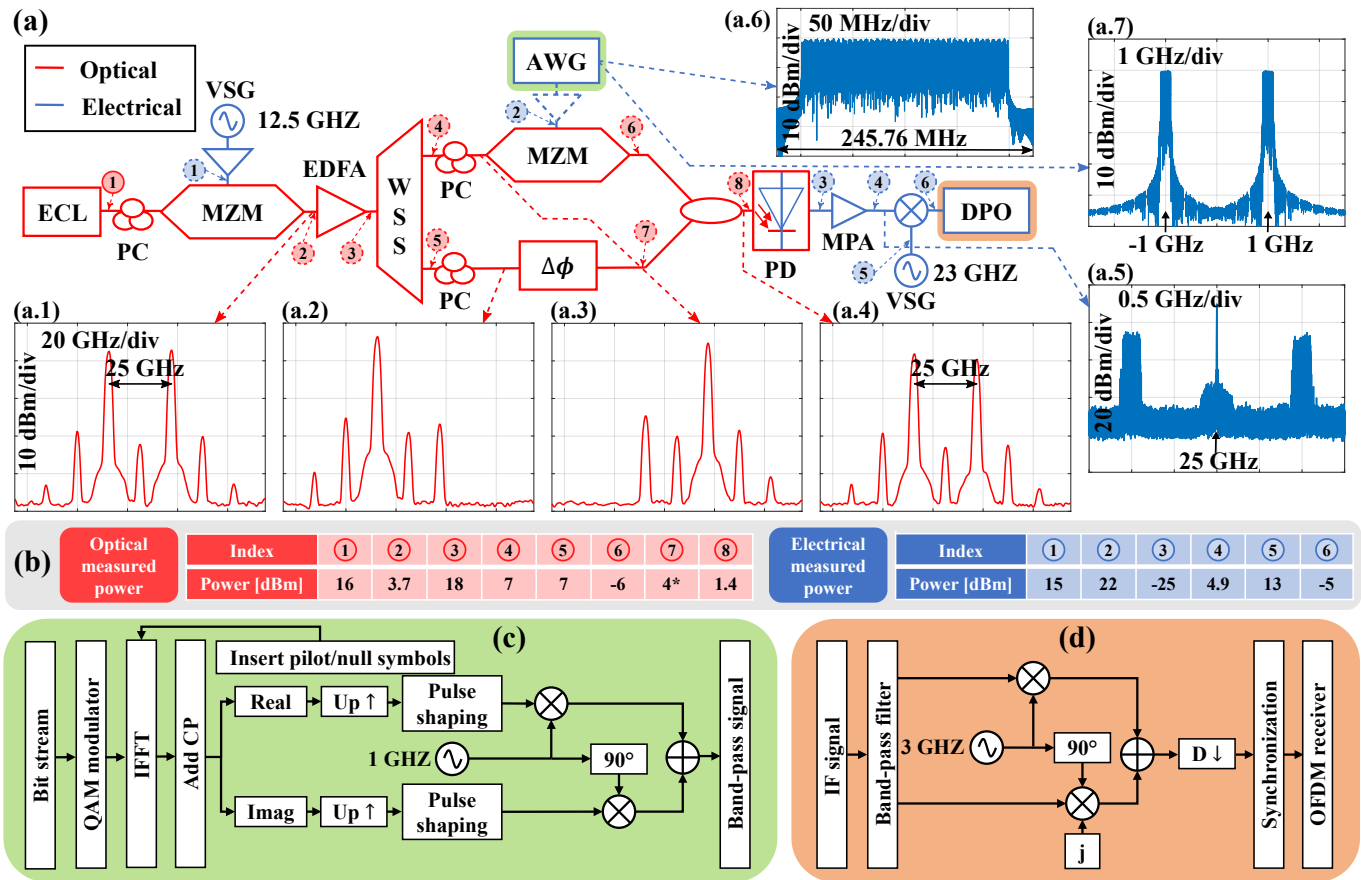 (a)
Optical
Electrical
VSG
12.5 GHZ
AWG
(a.6)
50 MHz/div
10 dBm/div
245.76 MHz
(a.7)
1 GHz/div
10 dBm/div
-1 GHz
1 GHz
ECL
1
PC
1
MZM
EDFA
2
3
WSS
4
PC
2
MZM
6
5
PC
Δϕ
7
8
PD
3
MPA
4
6
DPO
5
VSG
23 GHZ
(a.1)
20 GHz/div
25 GHz
10 dBm/div
(a.2)
(a.3)
(a.4)
25 GHz
(a.5)
0.5 GHz/div
20 dBm/div
25 GHz
(b)
Optical
measured
power
Index 1 2 3 4 5 6 7 8
Power [dBm] 16 3.7 18 7 7 -6 4* 1.4
Electrical
measured
power
Index 1 2 3 4 5 6
Power [dBm] 15 22 -25 4.9 13 -5
(c)
Bit stream
QAM modulator
IFFT
Add CP
Insert pilot/null symbols
Real
Up ↑
Pulse
shaping
1 GHZ
90°
Imag
Up ↑
Pulse
shaping
Band-pass signal
(d)
IF signal
Band-pass filter
3 GHZ
90°
j
D ↓
Synchronization
OFDM receiver